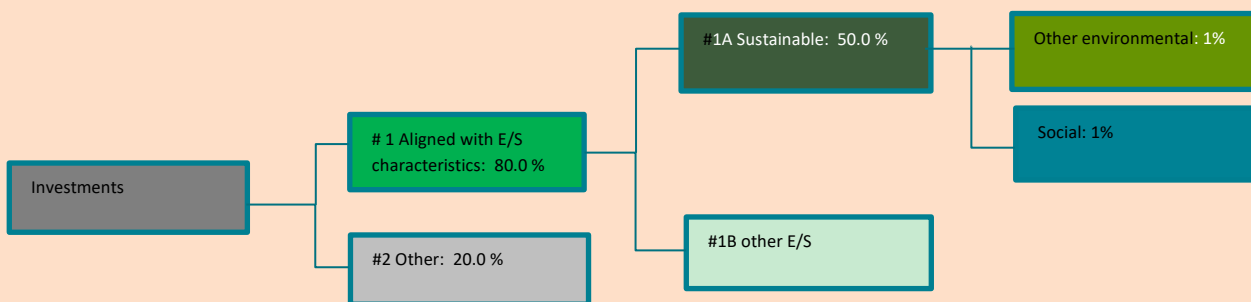 #1A Sustainable: 50.0 %
Other environmental: 1%
Social: 1%
# 1 Aligned with E/S
characteristics: 80.0 %
Investments
#1B other E/S
#2 Other: 20.0 %